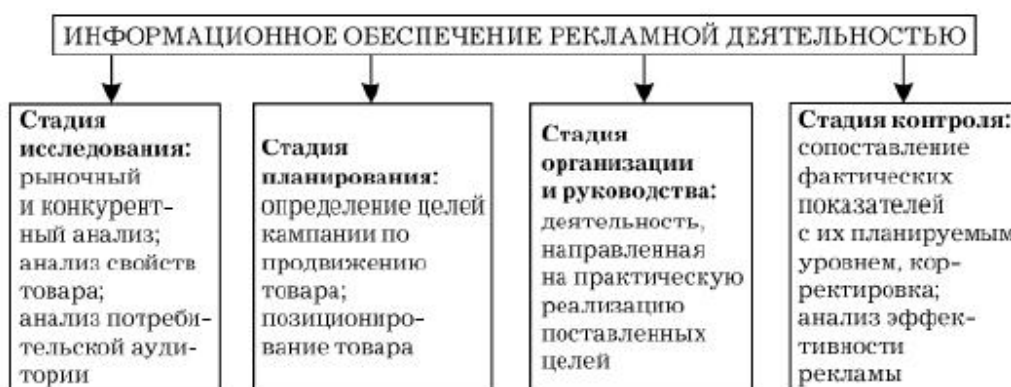 ИНФОРМАЦИОННОЕ ОБЕСПЕЧЕНИЕ РЕКЛАМНОЙ ДЕЯТЕЛЬНОСТЬЮ
Стадия
исследования:
рыночный
и конкурент-
ный анализ;
анализ свойств
товара;
анализ потреби-
тельской ауди-
тории
Стадия
планирования:
определение целей
кампании по
продвижению
товара;
позициониро-
вание товара
Стадия
организации
и руководства:
деятельность,
направленная
на практическую
реализацию
поставленных
целей
Стадия контроля:
сопоставление
фактических
показателей
с их планируемым
уровнем, кор-
ректировка;
анализ эффек-
тивности
рекламы